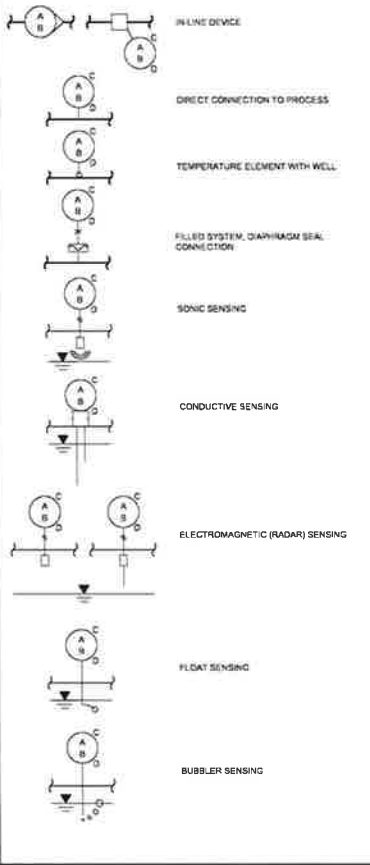 A
B
A
B
C
D
IN-LINE DEVICE
A
B
C
D
DIRECT CONNECTION TO PROCESS
A
B
C
D
TEMPERATURE ELEMENT WITH WELL
A
B
C
D
FILLED SYSTEM, DIAPHRAGM SEAL
CONNECTION
A
B
C
D
SONIC SENSING
A
B
C
D
CONDUCTIVE SENSING
A
B
C
D
A
B
C
D
ELECTROMAGNETIC (RADAR) SENSING
A
B
C
D
FLOAT SENSING
A
B
C
D
BUBBLER SENSING